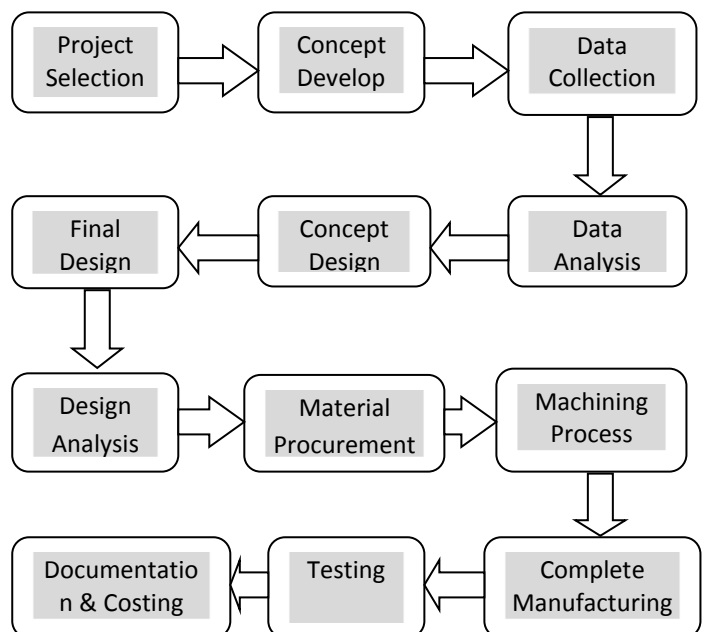 Project
Selection
Concept
Develop
Data
Collection
Final
Design
Concept
Design
Data
Analysis
Design
Analysis
Material
Procurement
Machining
Process
Documentatio
n & Costing
Testing
Complete
Manufacturing